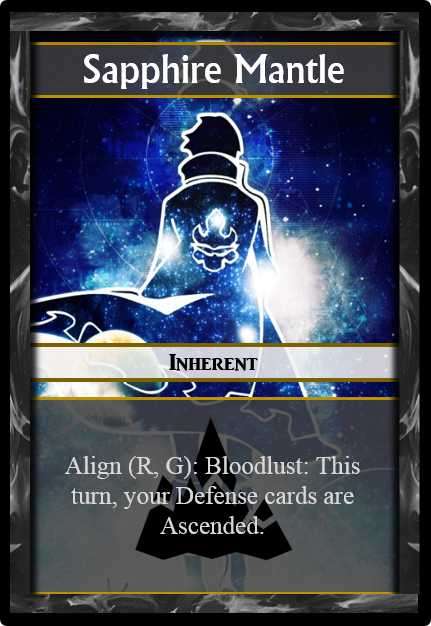 Sapphire Mantle
Inherent
Align (R, G): Bloodlust: This
turn, your Defense cards are
Ascended.